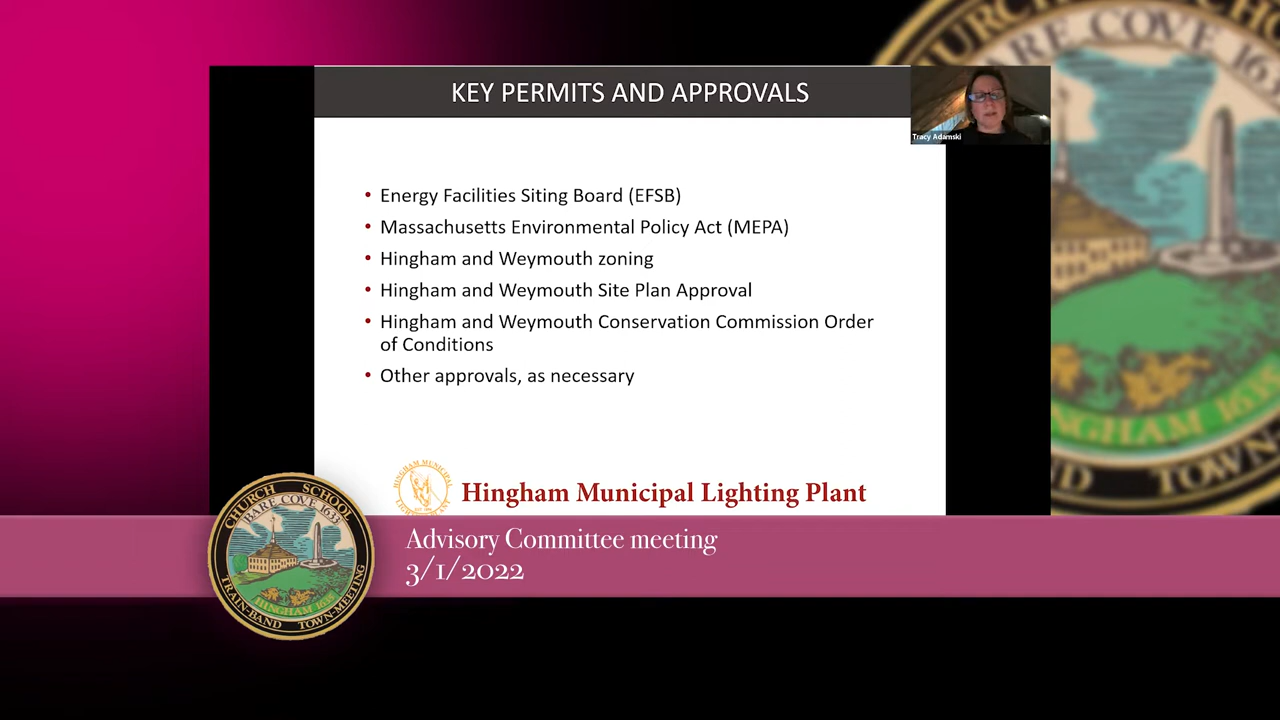 KEY PERMITS AND APPROVALS
Tracy Adamski
• Energy Facilities Siting Board (EFSB)
• Massachusetts Environmental Policy Act (MEPA)
• Hingham and Weymouth zoning
• Hingham and Weymouth Site Plan Approval
• Hingham and Weymouth Conservation Commission Order
of Conditions
• Other approvals, as necessary
Hingham Municipal Lighting Plant
Advisory Committee meeting
3/1/2022
CHURCH SCHOOL
BARE COVE 1633
HINGHAM 1635
TRAIN-BAND TOWN-MEETING